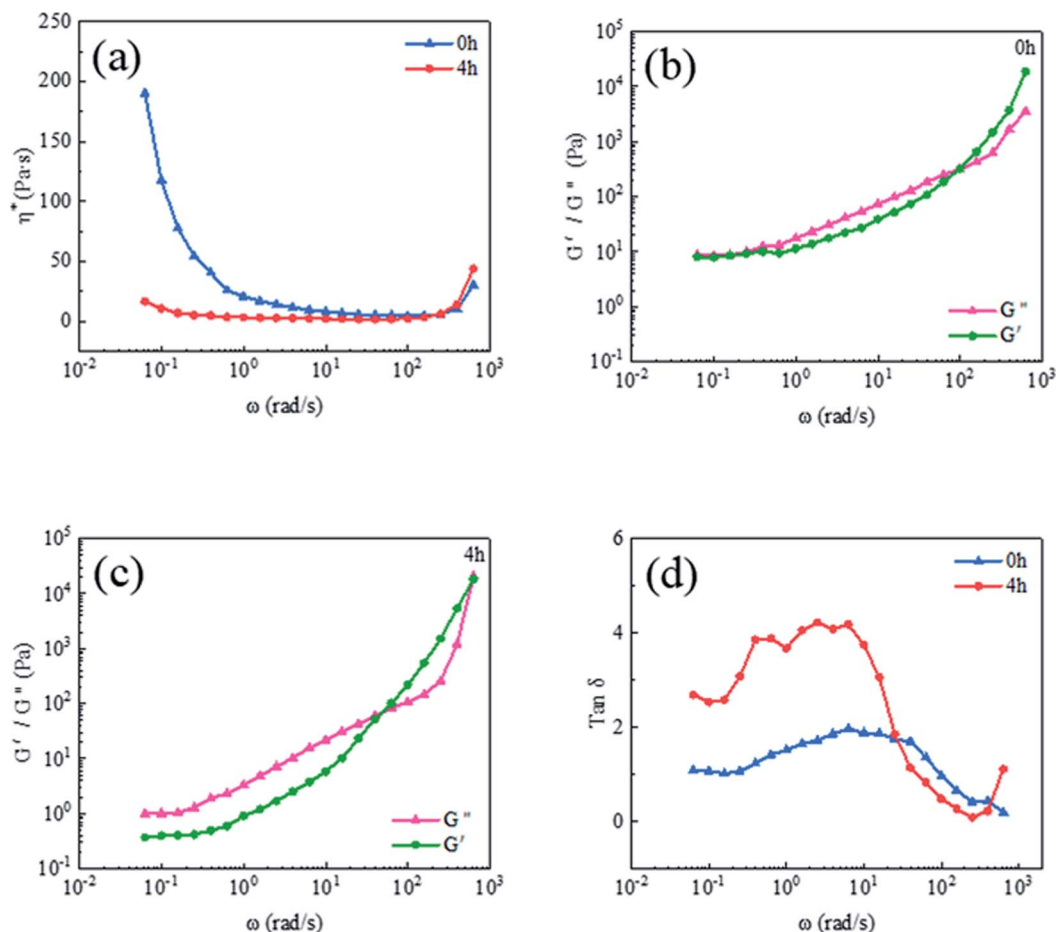 (a)
0h
4h
250
200
150
100
50
0
η*(Pa·s)
10⁻² 10⁻¹ 10⁰ 10¹ 10² 10³
ω (rad/s)
(b)
0h
10⁵
10⁴
10³
10²
10¹
10⁰
10⁻¹
G' / G" (Pa)
G"
G'
10⁻² 10⁻¹ 10⁰ 10¹ 10² 10³
ω (rad/s)
(c)
4h
10⁵
10⁴
10³
10²
10¹
10⁰
10⁻¹
G' / G" (Pa)
G"
G'
10⁻² 10⁻¹ 10⁰ 10¹ 10² 10³
ω (rad/s)
(d)
0h
4h
6
4
2
0
Tan δ
10⁻² 10⁻¹ 10⁰ 10¹ 10² 10³
ω (rad/s)